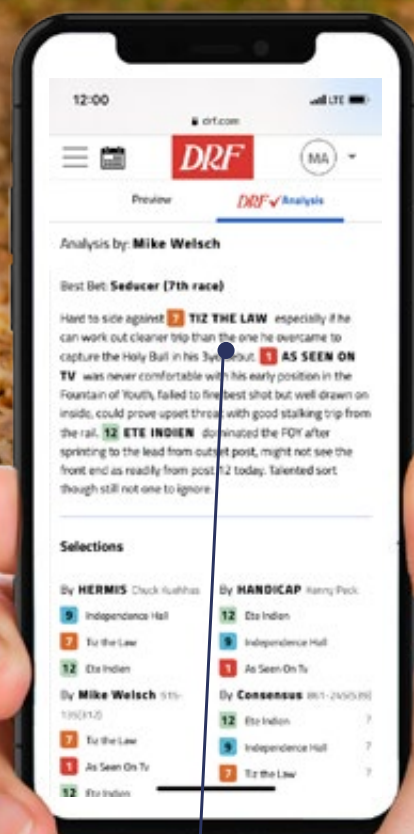 12:00
LTE
drf.com
DRF
MA
Preview
DRF Analysis
Analysis by: Mike Welsch
Best Bet: Seducer (7th race)
Hard to side against 7 TIZ THE LAW especially if he
can work out cleaner trip than the one he overcame to
capture the Holy Bull in his 3yo debut. 1 AS SEEN ON
TV was never comfortable with his early position in the
Fountain of Youth, failed to fire best shot but well drawn on
inside, could prove upset threat with good stalking trip from
the rail. 12 ETE INDIEN dominated the FOY after
sprinting to the lead from outset post, might not see the
front end as readily from post 12 today. Talented sort
though still not one to ignore.
Selections
By HERMIS Chuck
9 Independence Hall
7 Tiz the Law
12 Ete Indien
By Mike Welsch 515-
7 Tiz the Law
1 As Seen On Tv
12 Ete Indien
By HANDICAP Kenny Peck
12 Ete Indien
9 Independence Hall
1 As Seen On Tv
By Consensus
12 Ete Indien 7
9 Independence Hall 7
7 Tiz the Law 7